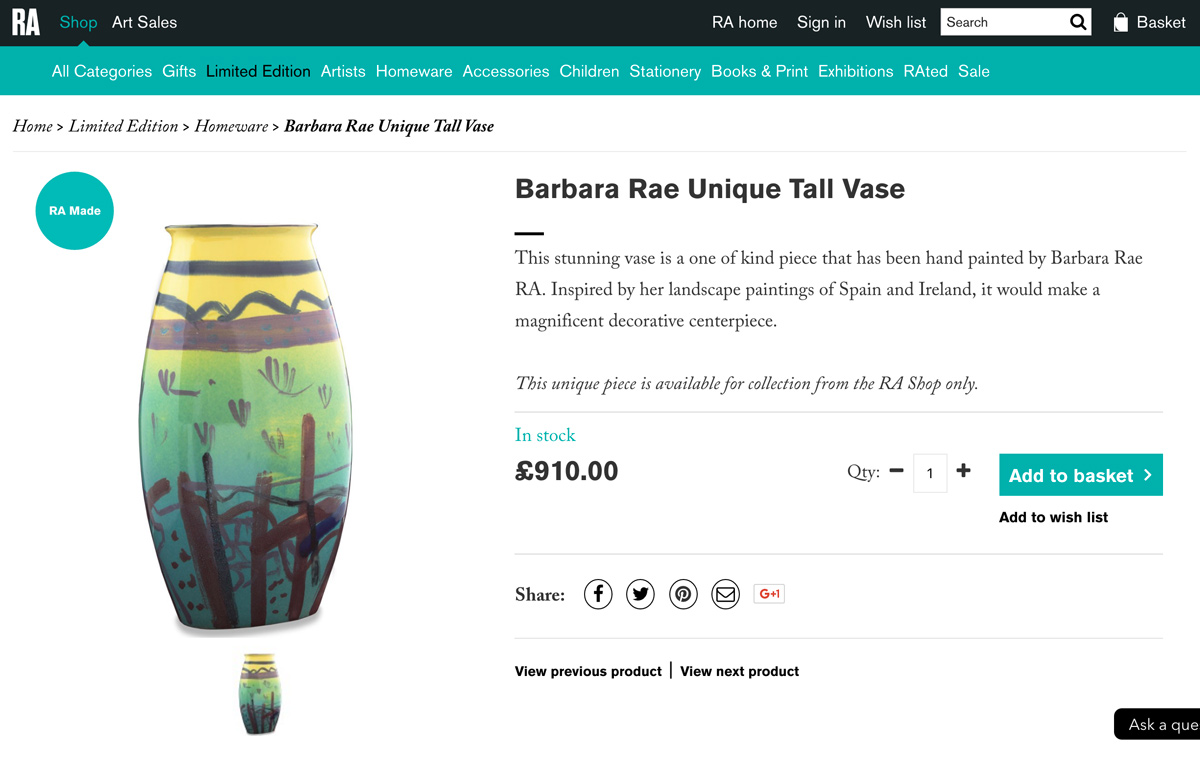 RA Shop Art Sales RA home Sign in Wish list Search Basket
All Categories Gifts Limited Edition Artists Homeware Accessories Children Stationery Books & Print Exhibitions RAted Sale
Home > Limited Edition > Homeware > Barbara Rae Unique Tall Vase
RA Made
Barbara Rae Unique Tall Vase
This stunning vase is a one of kind piece that has been hand painted by Barbara Rae
RA. Inspired by her landscape paintings of Spain and Ireland, it would make a
magnificent decorative centerpiece.
This unique piece is available for collection from the RA Shop only.
In stock
£910.00 Qty: 1 Add to basket
Add to wish list
Share: G+1
View previous product | View next product
Ask a que